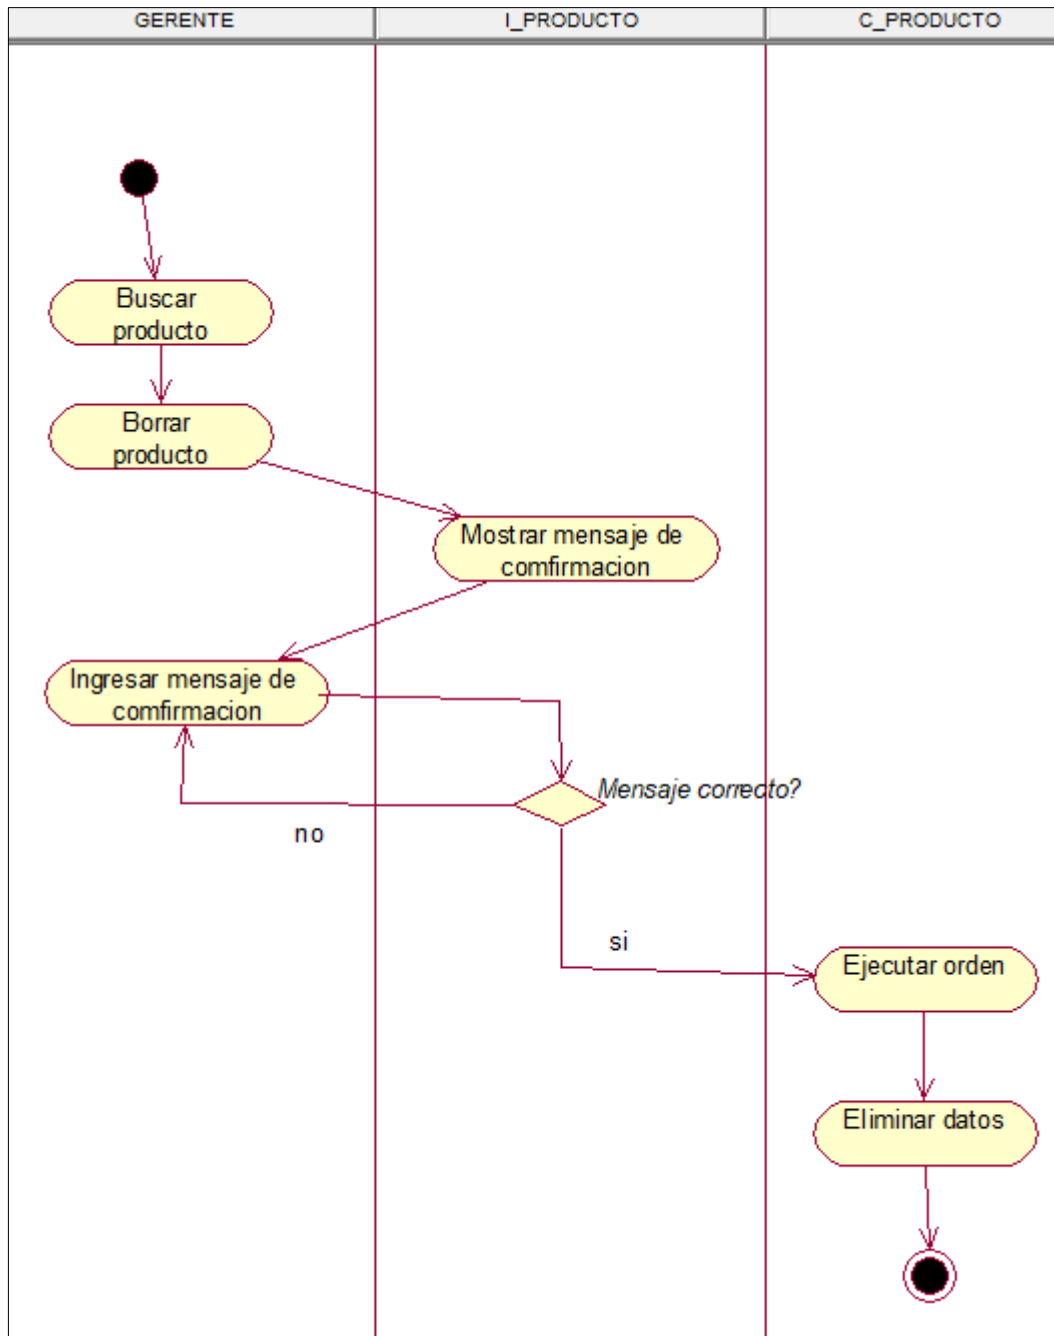 GERENTE
I_PRODUCTO
C_PRODUCTO
Buscar
producto
Borrar
producto
Mostrar mensaje de
comfirmacion
Ingresar mensaje de
comfirmacion
Mensaje correcto?
no
si
Ejecutar orden
Eliminar datos